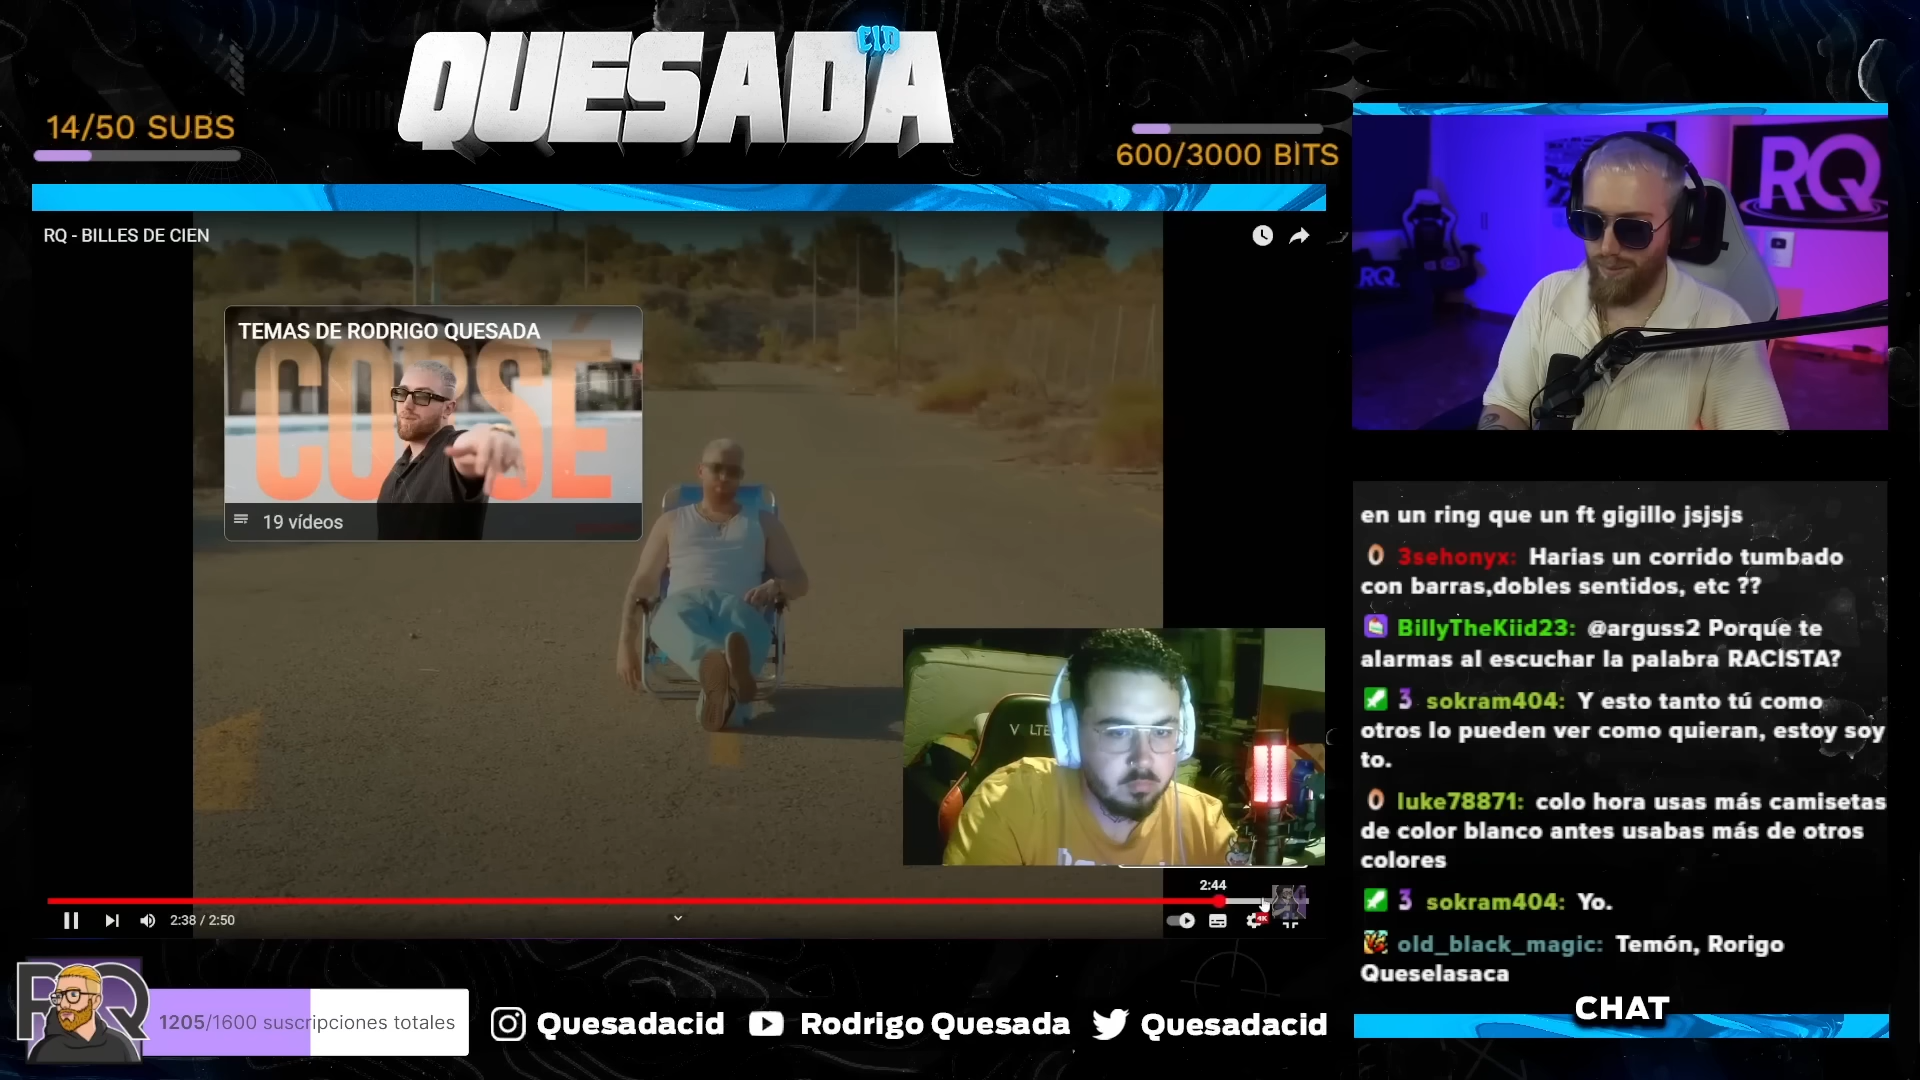 QUESADA
CID
14/50 SUBS
600/3000 BITS
RQ - BILLES DE CIEN
TEMAS DE RODRIGO QUESADA
CORSÉ
19 vídeos
RQ
RQ
V LTE
2:44
2:38 / 2:50
4K
en un ring que un ft gigillo jsjsjs
0 3sehonyx: Harias un corrido tumbado
con barras,dobles sentidos, etc ??
BillyTheKiid23: @arguss2 Porque te
alarmas al escuchar la palabra RACISTA?
3 sokram404: Y esto tanto tú como
otros lo pueden ver como quieran, estoy soy
to.
0 luke78871: colo hora usas más camisetas
de color blanco antes usabas más de otros
colores
3 sokram404: Yo.
old_black_magic: Temón, Rorigo
Queselasaca
CHAT
RQ
1205/1600 suscripciones totales
Quesadacid
Rodrigo Quesada
Quesadacid